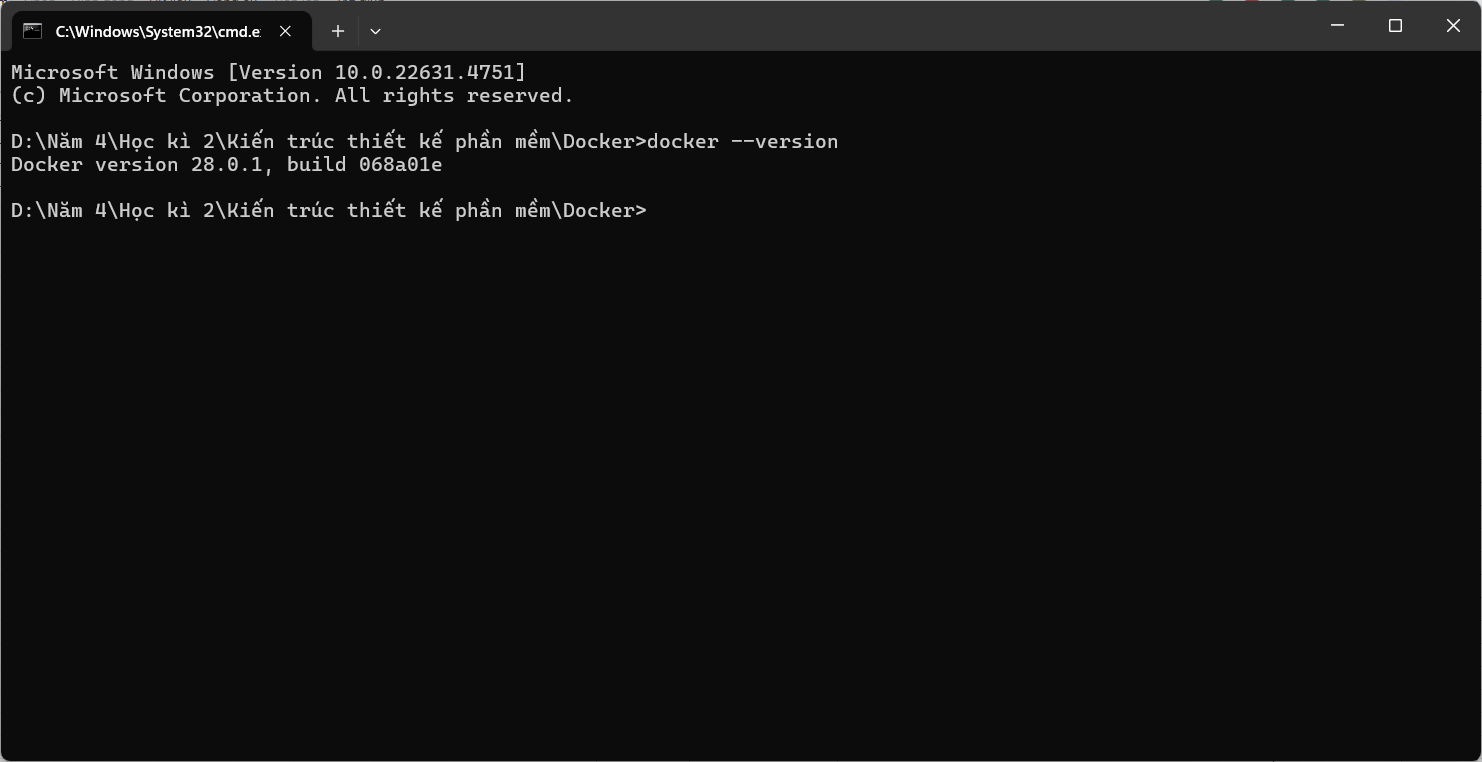 C:\Windows\System32\cmd.e
Microsoft Windows [Version 10.0.22631.4751]
(c) Microsoft Corporation. All rights reserved.
D:\Năm 4\Học kì 2\Kiến trúc thiết kế phần mềm\Docker>docker --version
Docker version 28.0.1, build 068a01e
D:\Năm 4\Học kì 2\Kiến trúc thiết kế phần mềm\Docker>